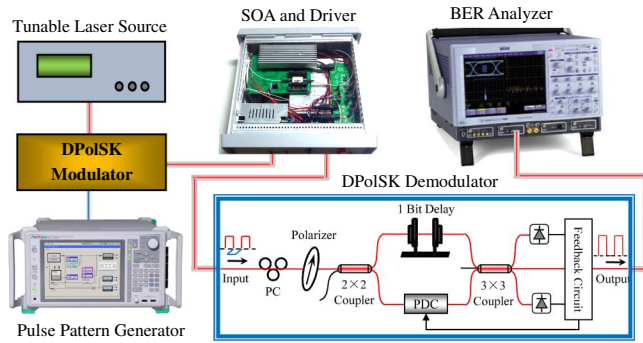 Tunable Laser Source
SOA and Driver
BER Analyzer
DPolSK
Modulator
DPolSK Demodulator
1 Bit Delay
Polarizer
Input
PC
2×2
Coupler
PDC
3×3
Coupler
Feedback Circuit
Output
Pulse Pattern Generator